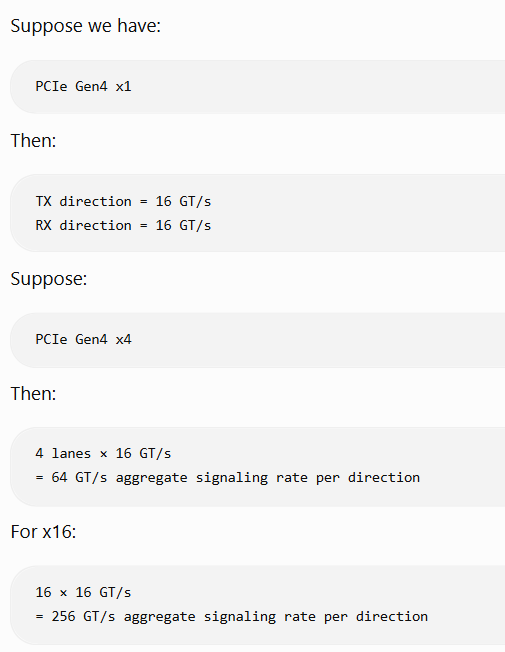 Suppose we have:
PCIe Gen4 x1
Then:
TX direction = 16 GT/s
RX direction = 16 GT/s
Suppose:
PCIe Gen4 x4
Then:
4 lanes × 16 GT/s
= 64 GT/s aggregate signaling rate per direction
For x16:
16 × 16 GT/s
= 256 GT/s aggregate signaling rate per direction